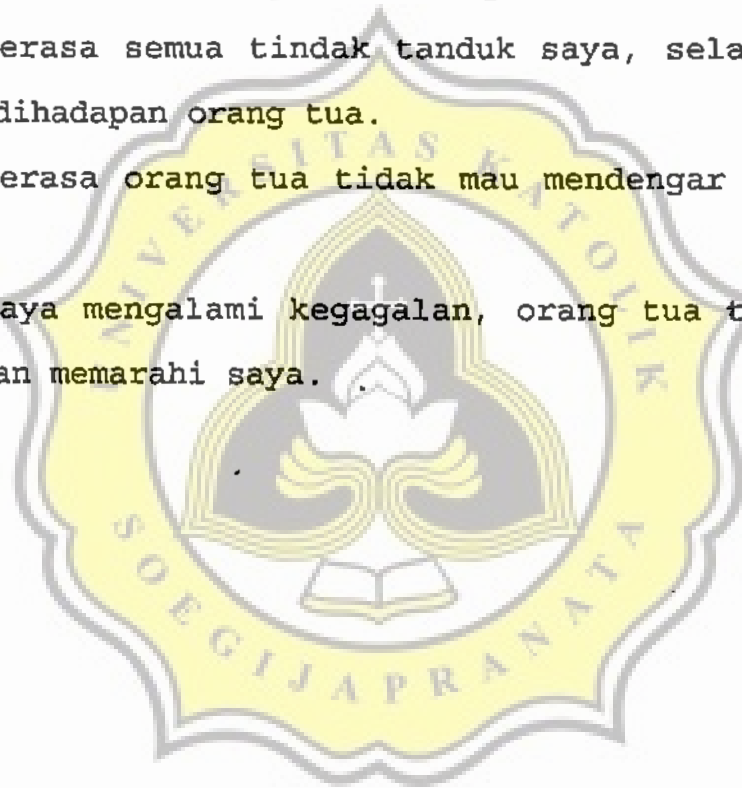 erasa semua tindak tanduk saya, sela
dihadapan orang tua.
erasa orang tua tidak mau mendengar
aya mengalami kegagalan, orang tua t
an memarahi saya.
UNIVERSITAS KATOLIK
SOEGIJAPRANATA